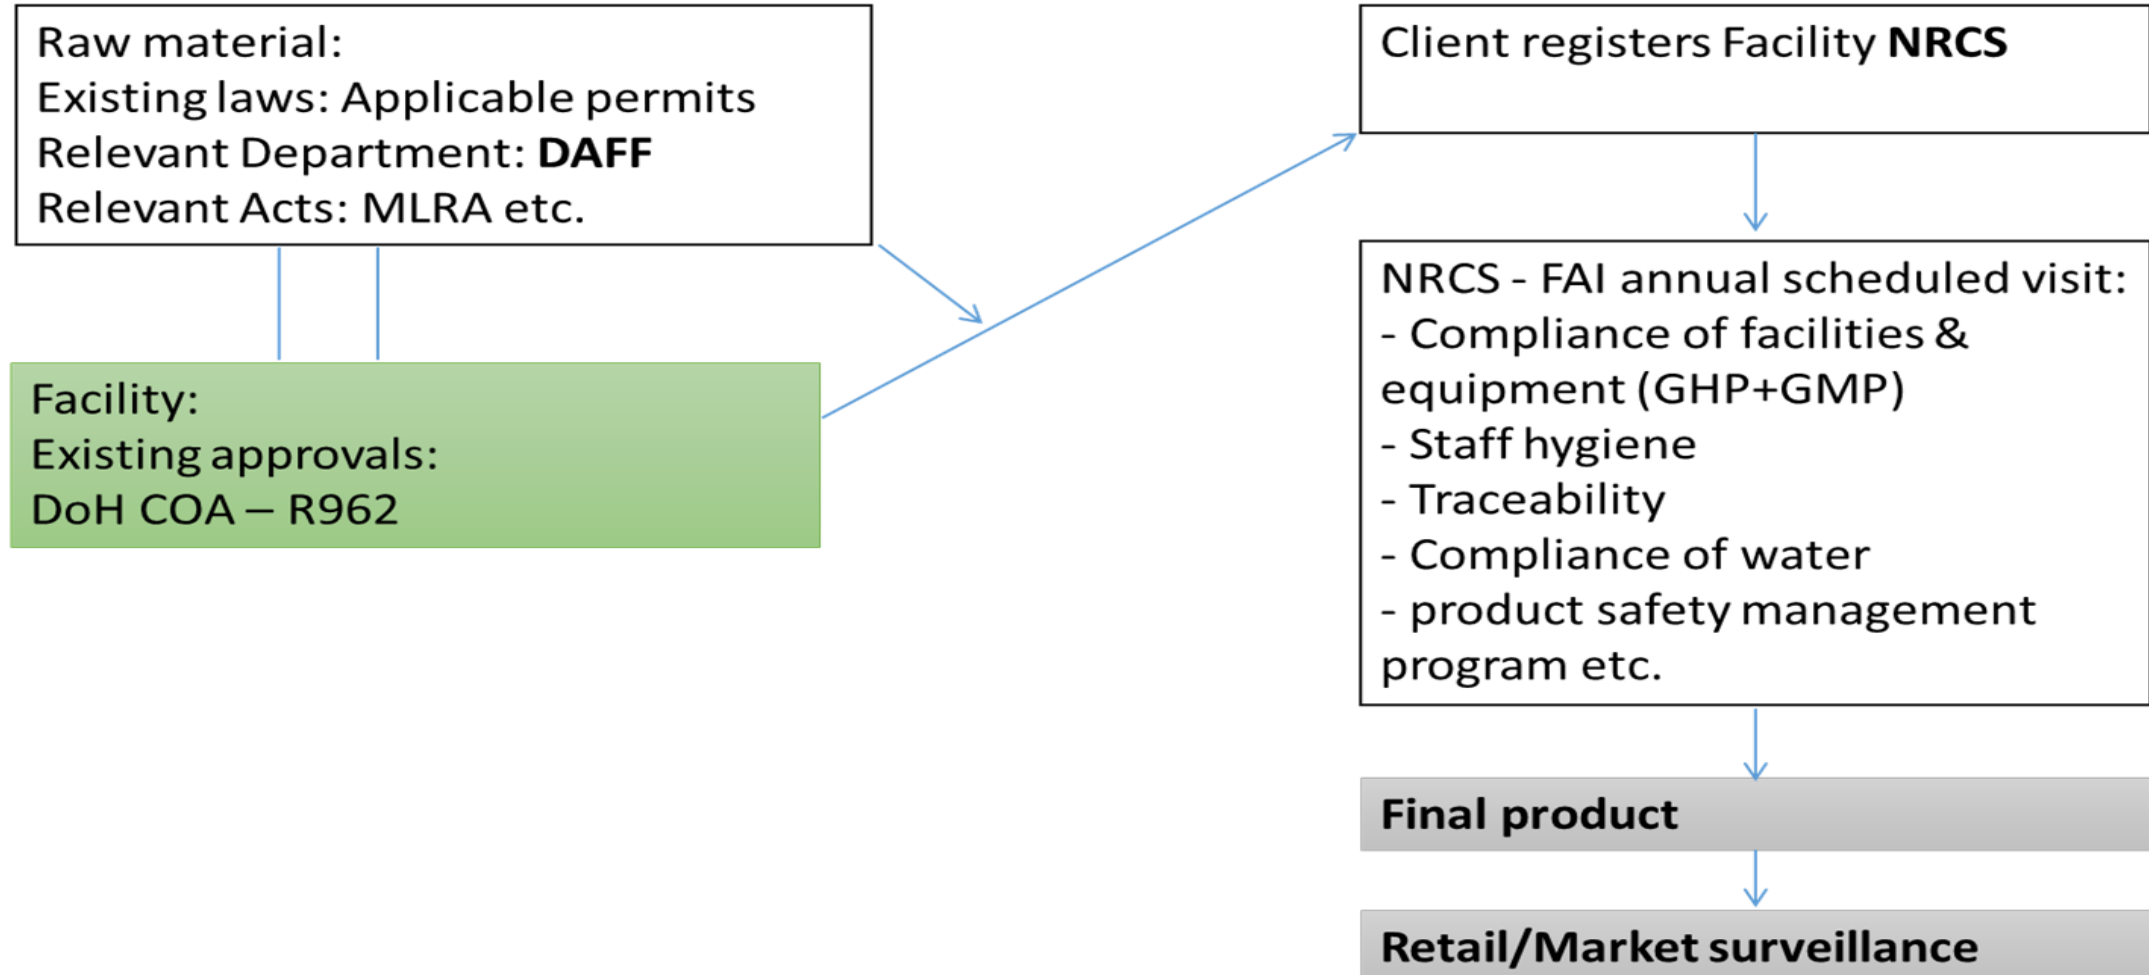 Raw material:
Existing laws: Applicable permits
Relevant Department: DAFF
Relevant Acts: MLRA etc.
Facility:
Existing approvals:
DoH COA – R962
Client registers Facility NRCS
NRCS - FAI annual scheduled visit:
- Compliance of facilities &
equipment (GHP+GMP)
- Staff hygiene
- Traceability
- Compliance of water
- product safety management
program etc.
Final product
Retail/Market surveillance